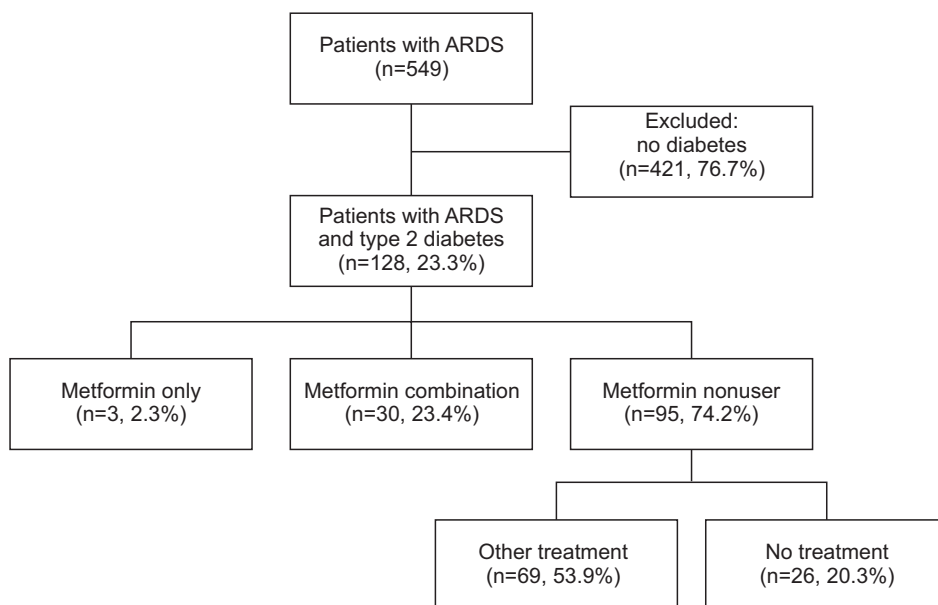 Patients with ARDS
(n=549)
Excluded:
no diabetes
(n=421, 76.7%)
Patients with ARDS
and type 2 diabetes
(n=128, 23.3%)
Metformin only
(n=3, 2.3%)
Metformin combination
(n=30, 23.4%)
Metformin nonuser
(n=95, 74.2%)
Other treatment
(n=69, 53.9%)
No treatment
(n=26, 20.3%)